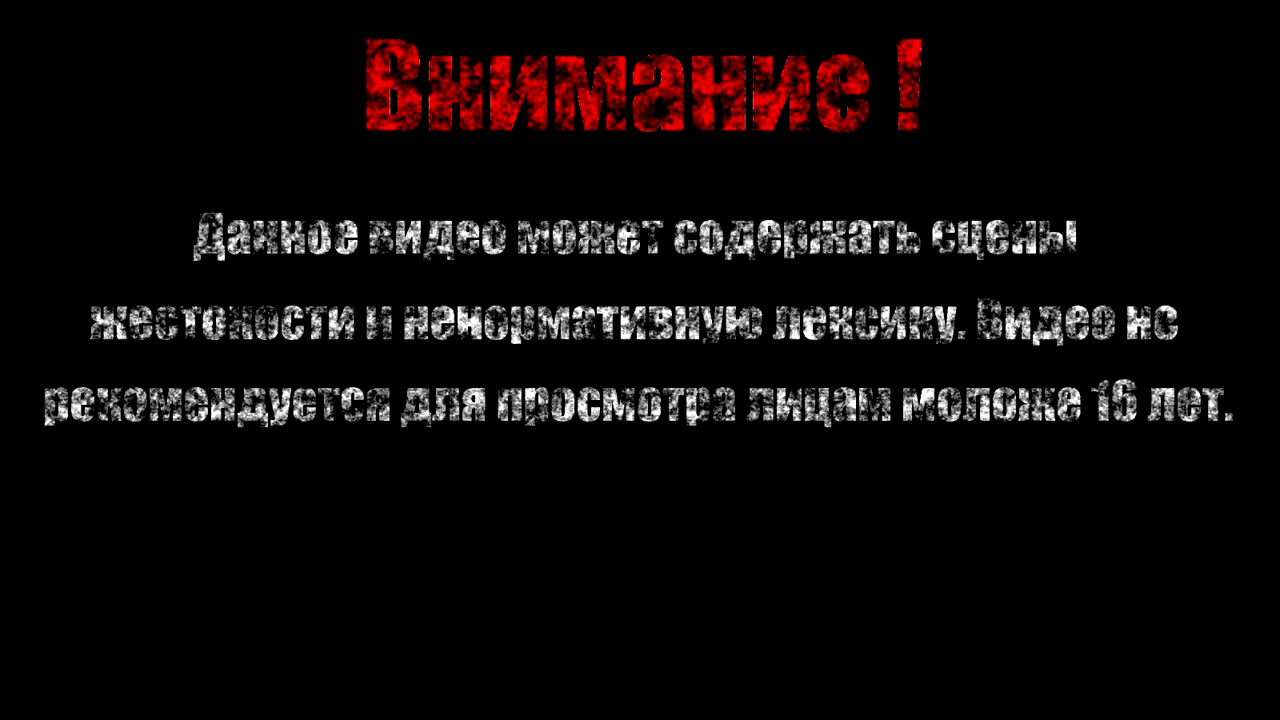 Внимание !
Данное видео может содержать сцены
жестокости и ненормативную лексику. Видео не
рекомендуется для просмотра лицам моложе 16 лет.